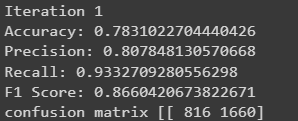 Iteration 1
Accuracy: 0.7831022704440426
Precision: 0.807848130570668
Recall: 0.9332709280556298
F1 Score: 0.8660420673822671
confusion matrix [[ 816 1660]